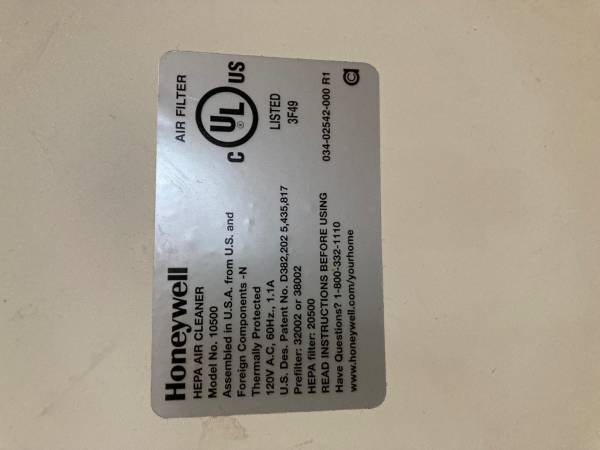 Honeywell
HEPA AIR CLEANER
Model No. 10500
Assembled in U.S.A. from U.S. and
Foreign Components -N
Thermally Protected
120V A.C, 60Hz., 1.1A
U.S. Des. Patent No. D382,202 5,435,817
Prefilter: 32002 or 38002
HEPA filter: 20500
READ INSTRUCTIONS BEFORE USING
Have Questions? 1-800-332-1110
www.honeywell.com/yourhome
AIR FILTER
C UL ® US
LISTED
3F49
034-02542-000 R1